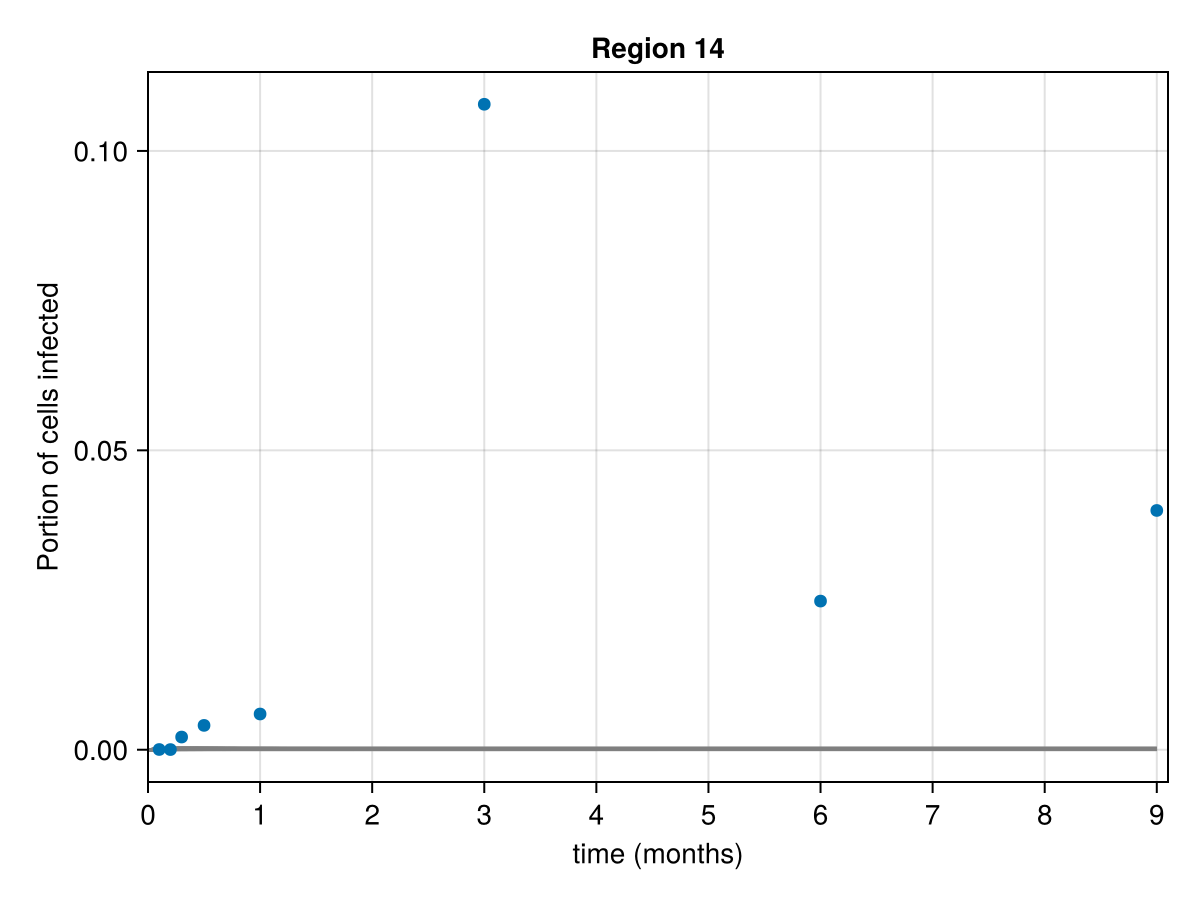 Region 14
Portion of cells infected
0.10
0.05
0.00
0 1 2 3 4 5 6 7 8 9
time (months)